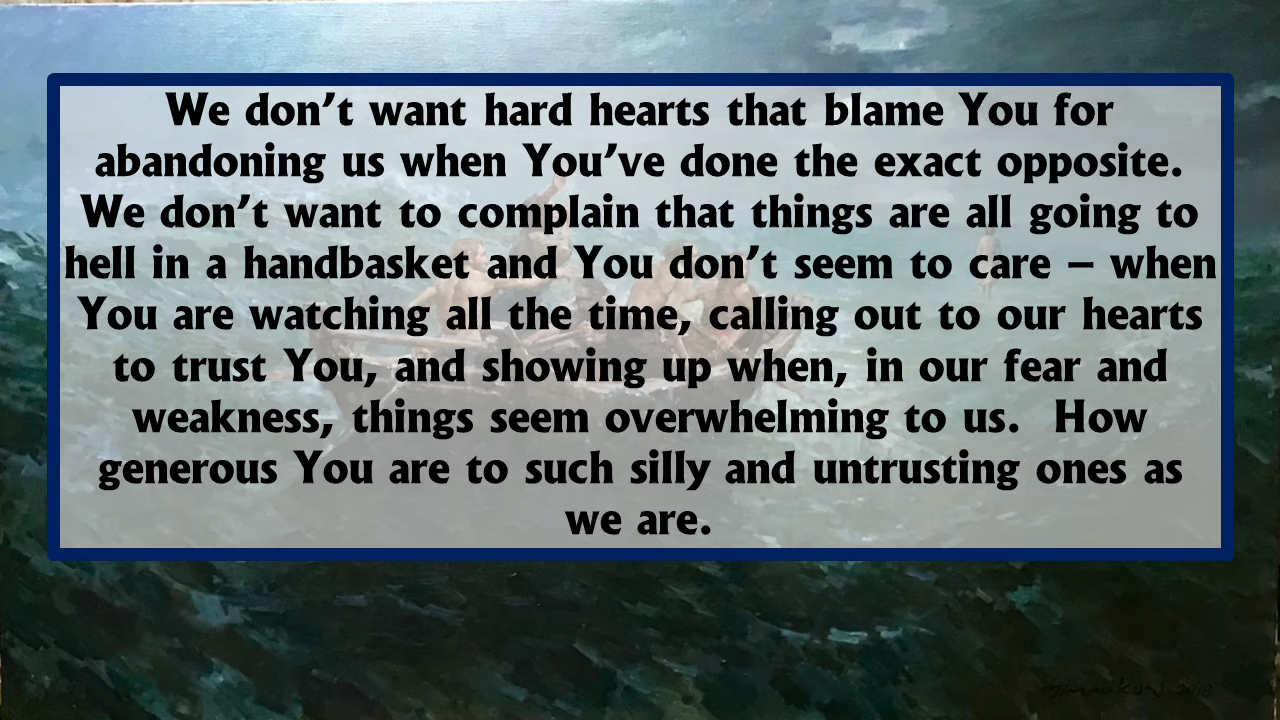 We don’t want hard hearts that blame You for
abandoning us when You’ve done the exact opposite.
We don’t want to complain that things are all going to
hell in a handbasket and You don’t seem to care – when
You are watching all the time, calling out to our hearts
to trust You, and showing up when, in our fear and
weakness, things seem overwhelming to us.  How
generous You are to such silly and untrusting ones as
we are.